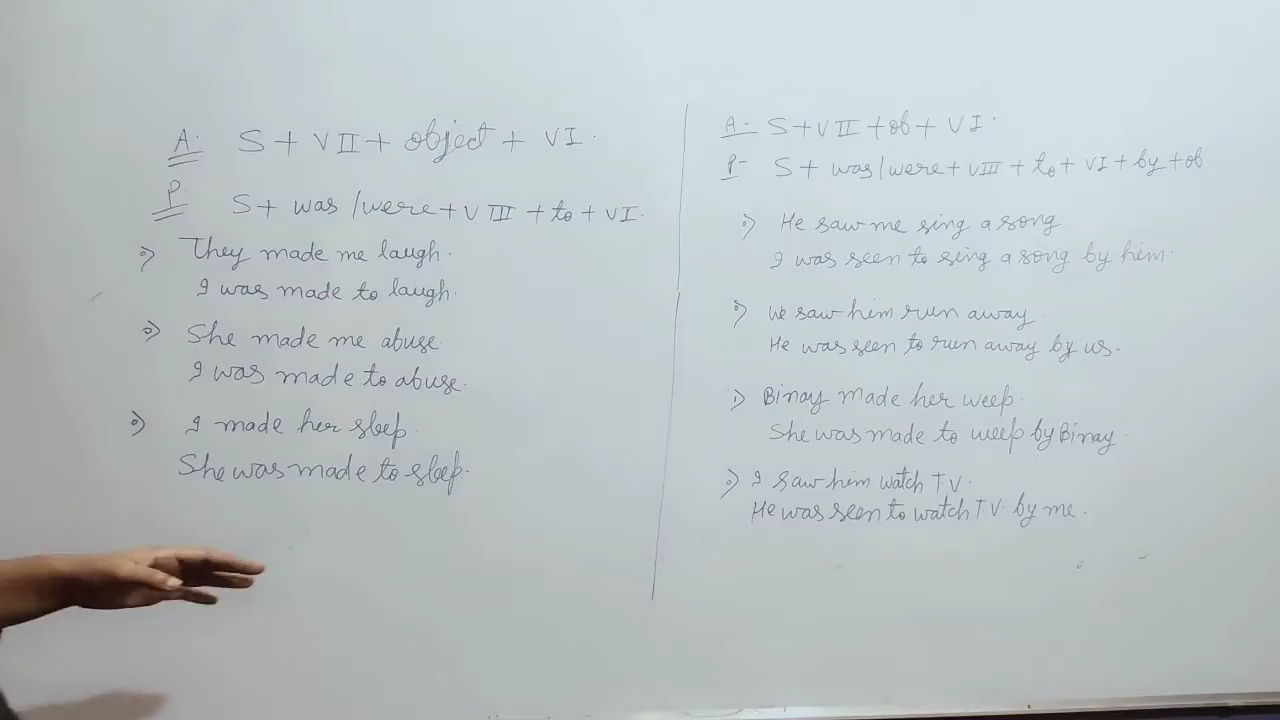 A. S + V II + object + V I.
P. S + was / were + V III + to + V I.
⇒ They made me laugh.
I was made to laugh.
⇒ She made me abuse.
I was made to abuse.
⇒ I made her sleep.
She was made to sleep.
A- S + V II + ob + V I.
P- S + was / were + V III + to + V I + by + ob
⇒ He saw me sing a song.
I was seen to sing a song by him.
⇒ We saw him run away.
He was seen to run away by us.
⇒ Binay made her weep.
She was made to weep by Binay.
⇒ I saw him watch TV.
He was seen to watch TV. by me.